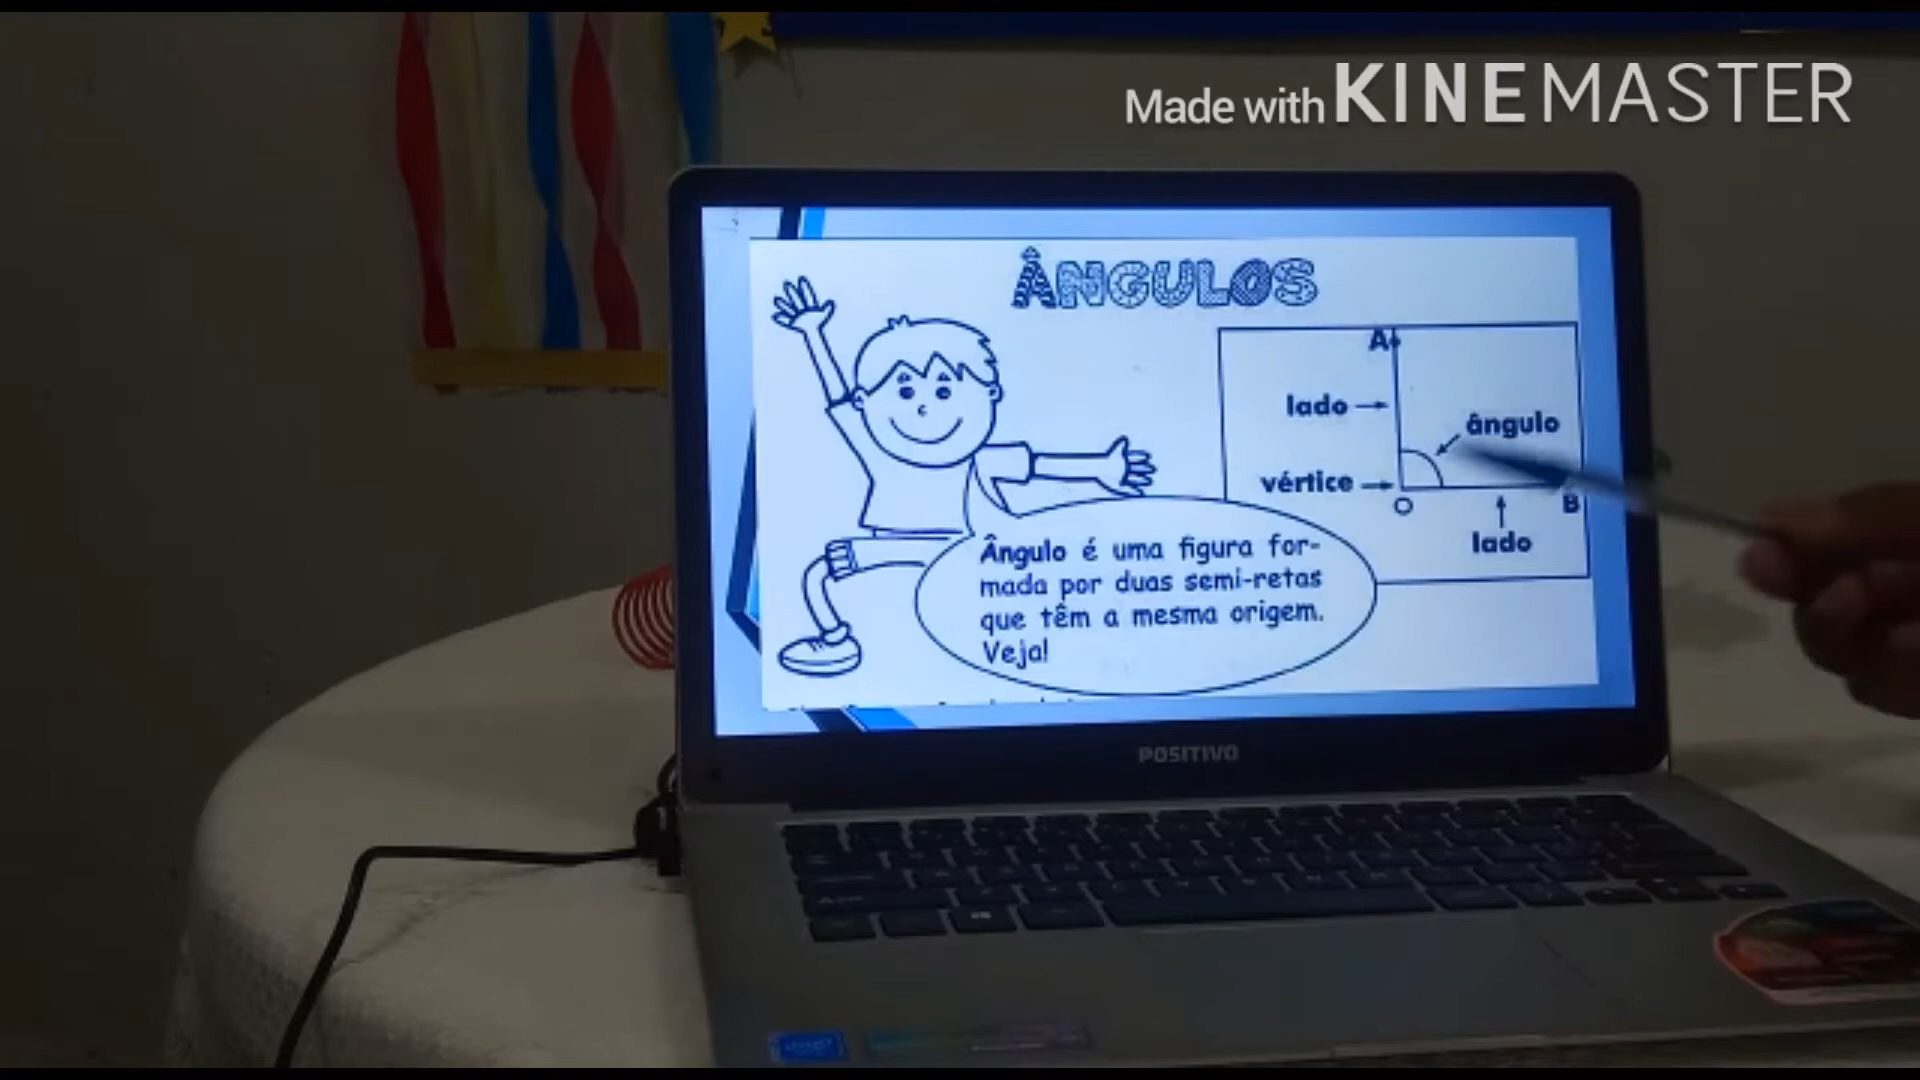 Made with KINEMASTER
ÂNGULOS
A
lado
ângulo
vértice
O
B
lado
Ângulo é uma figura for-
mada por duas semi-retas
que têm a mesma origem.
Veja!
POSITIVO